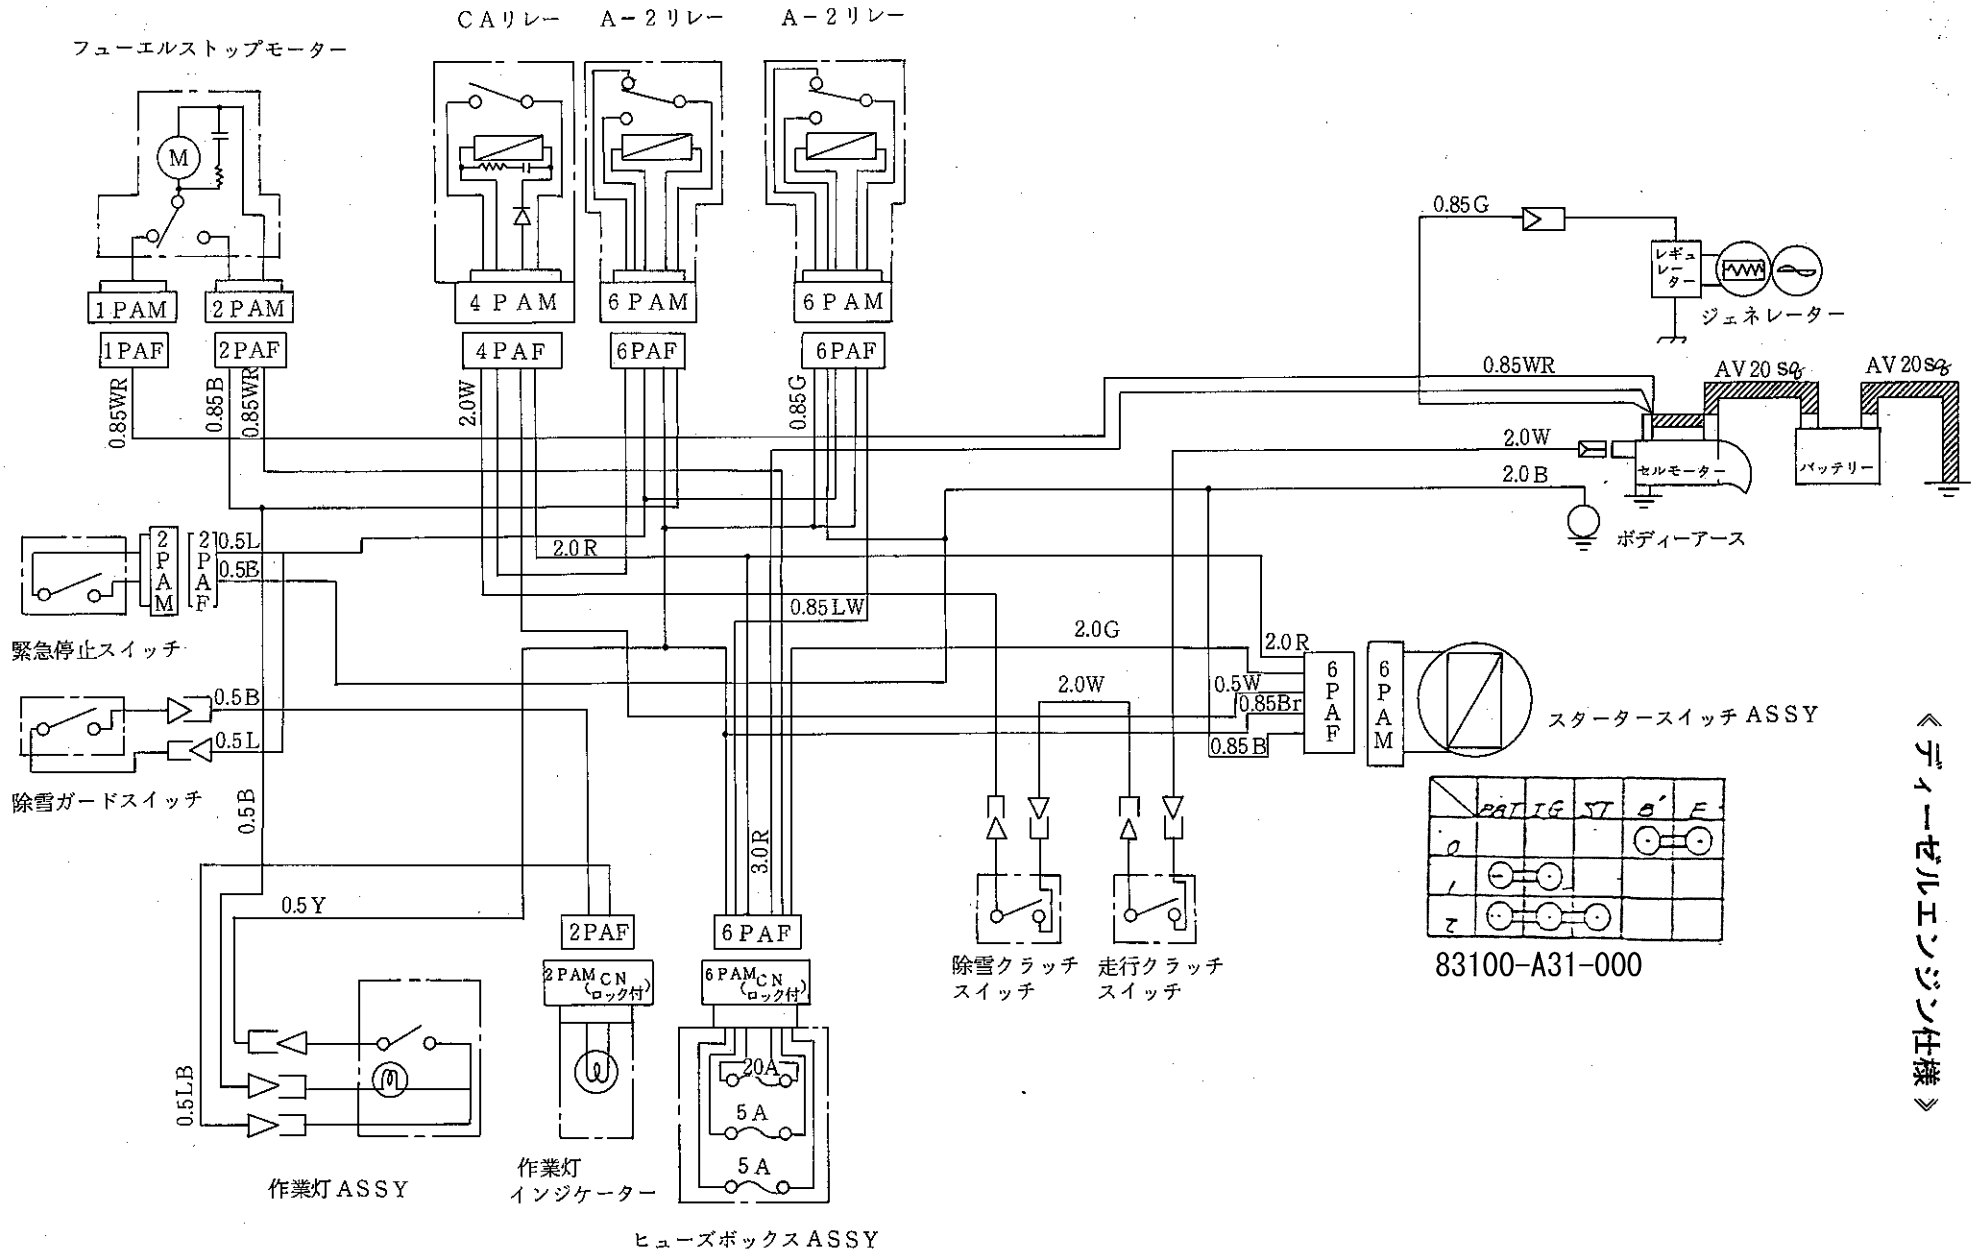 CAリレー
A-2リレー
A-2リレー
フューエルストップモーター
M
1PAM
2PAM
4PAM
6PAM
6PAM
1PAF
2PAF
4PAF
6PAF
6PAF
0.85WR
0.85B
0.85WR
2.0W
0.85G
0.85G
レギュ
レー
ター
ジェネレーター
0.85WR
AV20sq
AV20sq
2.0W
セルモーター
バッテリー
2.0B
ボディーアース
2PAM
2PAF
0.5L
0.5B
2.0R
緊急停止スイッチ
0.85LW
2.0G
2.0R
0.5W
0.85Br
0.85B
6PAF
6PAM
スタータースイッチASSY
0.5B
0.5L
除雪ガードスイッチ
2.0W
0.5B
3.0R
0.5Y
BAT IG ST B' E
0
1
2
83100-A31-000
2PAF
6PAF
2PAM CN
(ロック付)
6PAM CN
(ロック付)
除雪クラッチ
スイッチ
走行クラッチ
スイッチ
0.5LB
20A
5A
5A
作業灯ASSY
作業灯
インジケーター
ヒューズボックスASSY
《ディーゼルエンジン仕様》